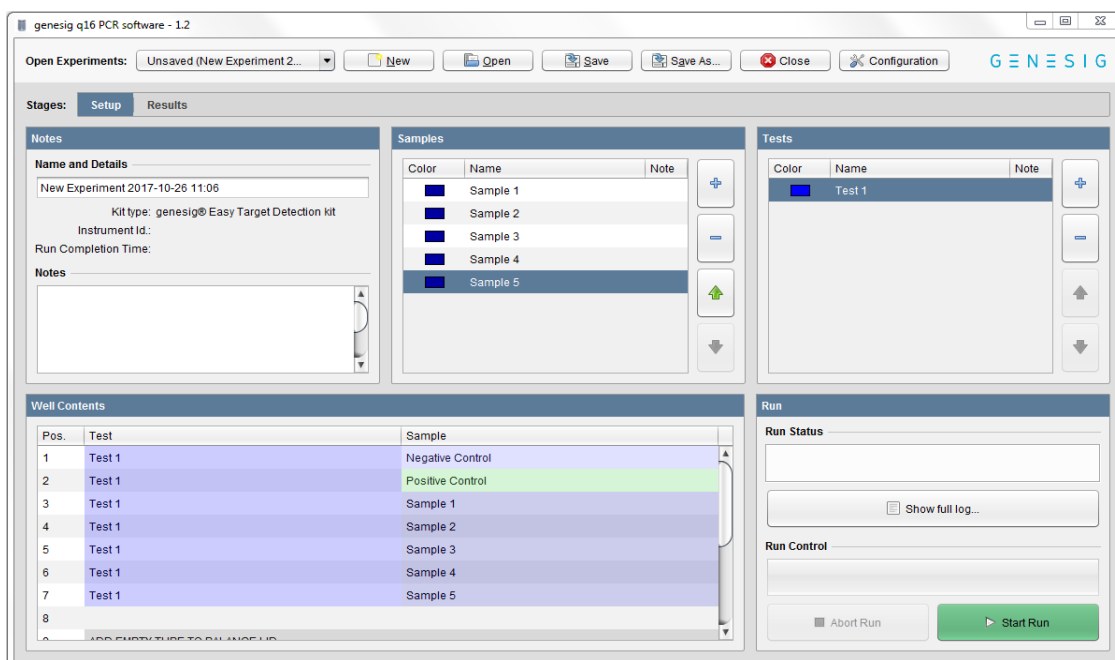 genesig q16 PCR software - 1.2
Open Experiments: Unsaved (New Experiment 2... New Open Save Save As... Close Configuration GENESIG
Stages: Setup Results
Notes
Name and Details
New Experiment 2017-10-26 11:06
Kit type: genesig® Easy Target Detection kit
Instrument Id.:
Run Completion Time:
Notes
Samples
Color Name Note
Sample 1
Sample 2
Sample 3
Sample 4
Sample 5
Tests
Color Name Note
Test 1
Well Contents
Pos. Test Sample
1 Test 1 Negative Control
2 Test 1 Positive Control
3 Test 1 Sample 1
4 Test 1 Sample 2
5 Test 1 Sample 3
6 Test 1 Sample 4
7 Test 1 Sample 5
8
ADD EMPTY TUBE TO BALANCE LID
Run
Run Status
Show full log...
Run Control
Abort Run Start Run